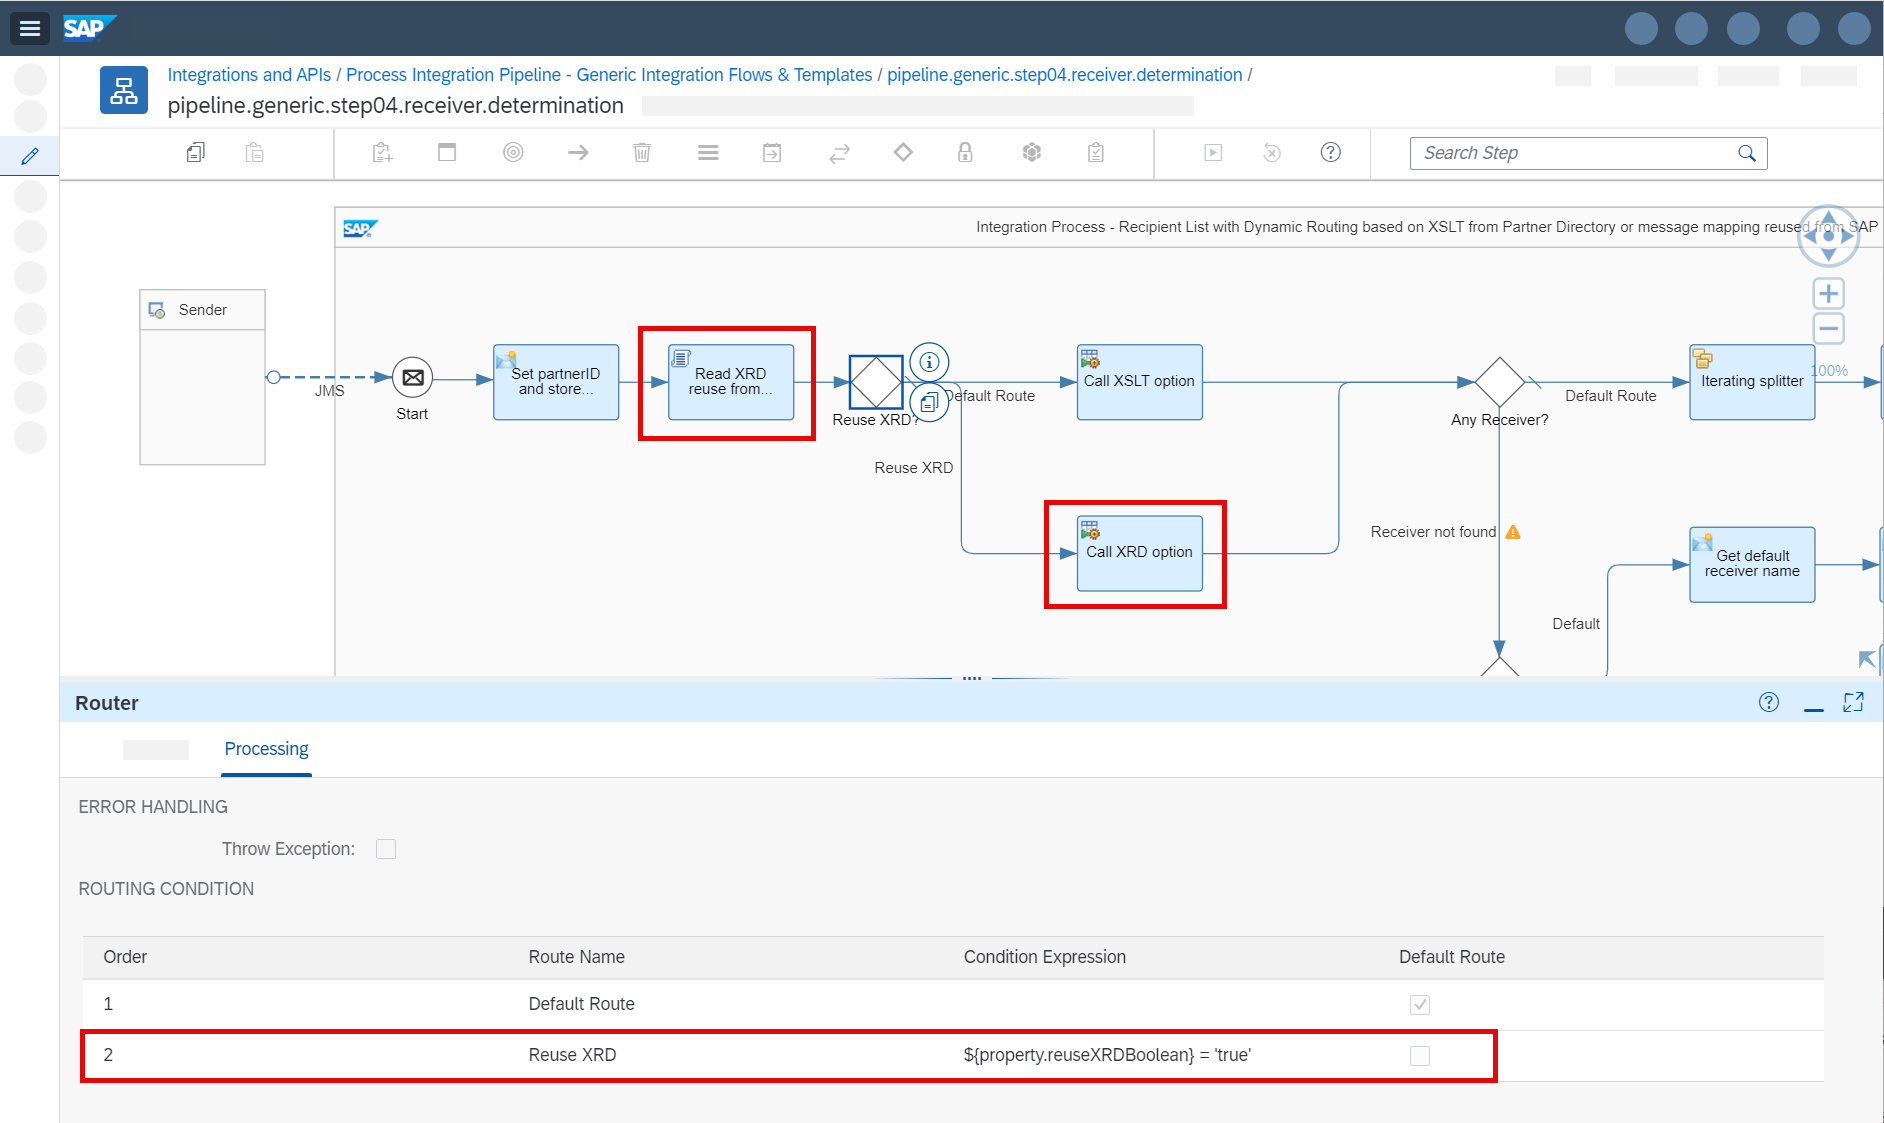 SAP
Integrations and APIs / Process Integration Pipeline - Generic Integration Flows & Templates / pipeline.generic.step04.receiver.determination /
pipeline.generic.step04.receiver.determination
Search Step
SAP
Integration Process - Recipient List with Dynamic Routing based on XSLT from Partner Directory or message mapping reused from SAP
Sender
JMS
Start
Set partnerID
and store...
Read XRD
reuse from...
Reuse XRD?
Default Route
Reuse XRD
Call XSLT option
Call XRD option
Any Receiver?
Default Route
Iterating splitter
100%
Receiver not found
Get default
receiver name
Default
Router
Processing
ERROR HANDLING
Throw Exception:
ROUTING CONDITION
Order Route Name Condition Expression Default Route
1 Default Route
2 Reuse XRD ${property.reuseXRDBoolean} = 'true'